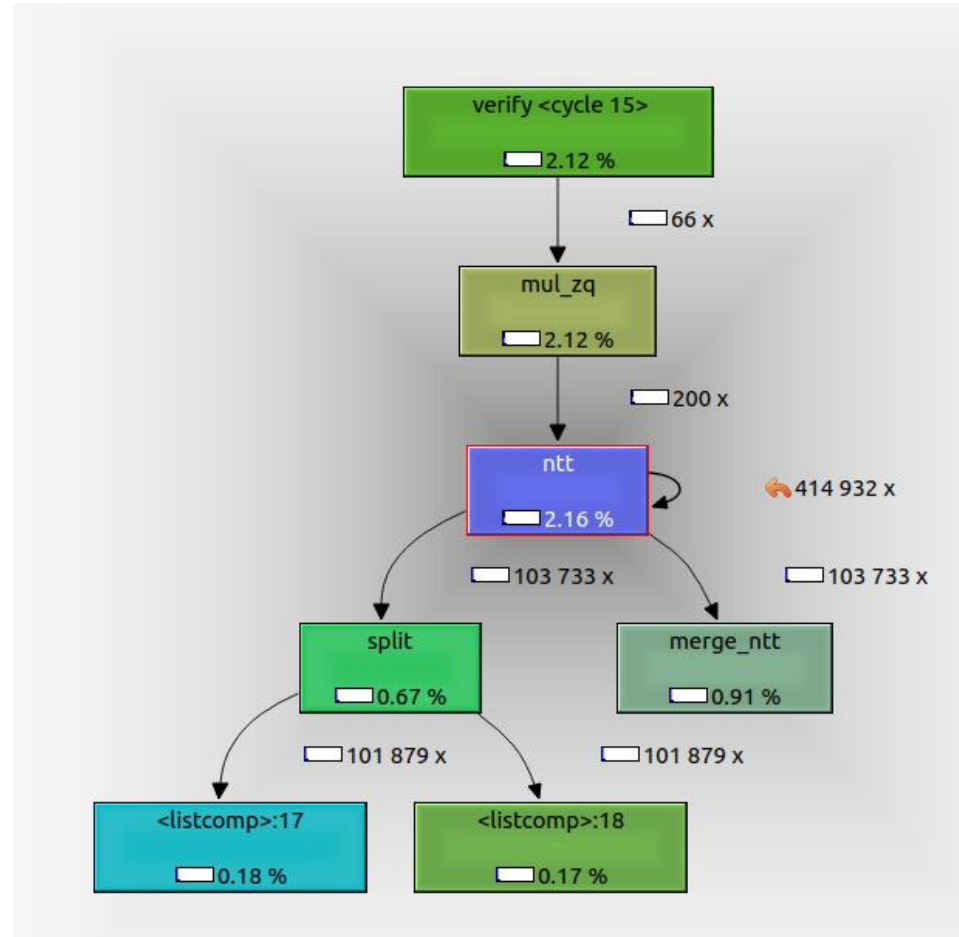 verify <cycle 15>
2.12 %
66 x
mul_zq
2.12 %
200 x
ntt
2.16 %
414 932 x
103 733 x
103 733 x
split
0.67 %
merge_ntt
0.91 %
101 879 x
101 879 x
<listcomp>:17
0.18 %
<listcomp>:18
0.17 %